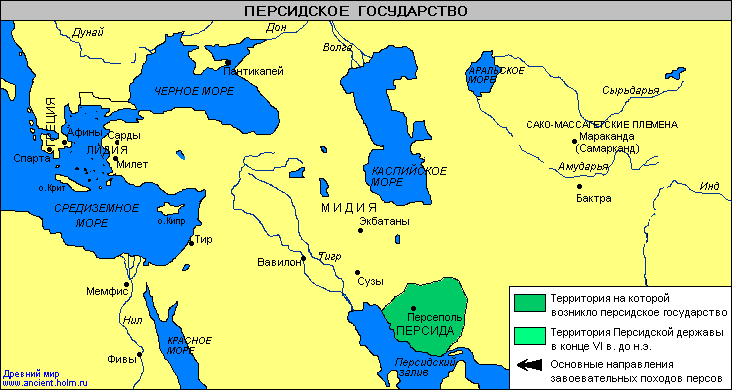 ПЕРСИДСКОЕ ГОСУДАРСТВО
Дунай
Дон
Волга
Пантикапей
ЧЕРНОЕ МОРЕ
АРАЛЬСКОЕ
МОРЕ
Сырьдарья
ГРЕЦИЯ
Афины
Сарды
Спарта
ЛИДИЯ
Милет
САКО-МАССАГЕТСКИЕ ПЛЕМЕНА
Мараканда
(Самарканд)
КАСПИЙСКОЕ
МОРЕ
Амударья
о.Крит
Бактра
Инд
СРЕДИЗЕМНОЕ
МОРЕ
о.Кипр
МИДИЯ
Экбатаны
Тир
Вавилон
Тигр
Сузы
Мемфис
Нил
КРАСНОЕ
МОРЕ
Фивы
Персеполь
ПЕРСИДА
Персидский
залив
Территория на которой
возникло персидское государство
Территория Персидской державы
в конце VI в. до н.э.
Основные направления
завоевательных походов персов
Древний мир
www.ancient.holm.ru